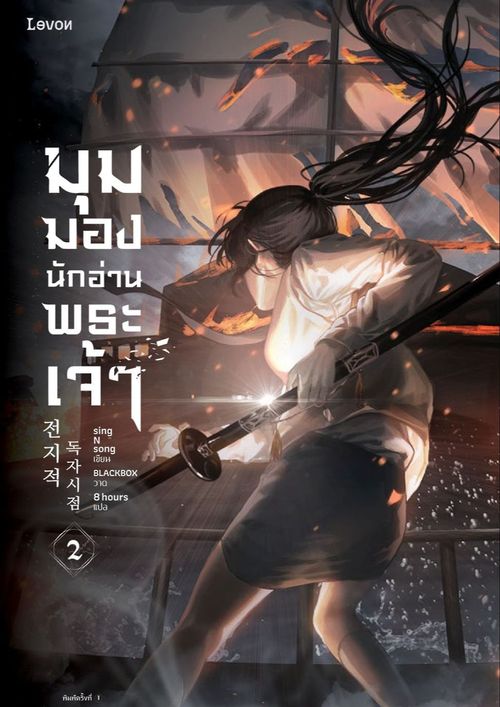 Levon
มุม
มอง
นักอ่าน
พระ
เจ้าๆ
전지적
독자시점
sing
N
song
เขียน
BLACKBOX
วาด
8 hours
แปล
2
พิมพ์ครั้งที่ 1